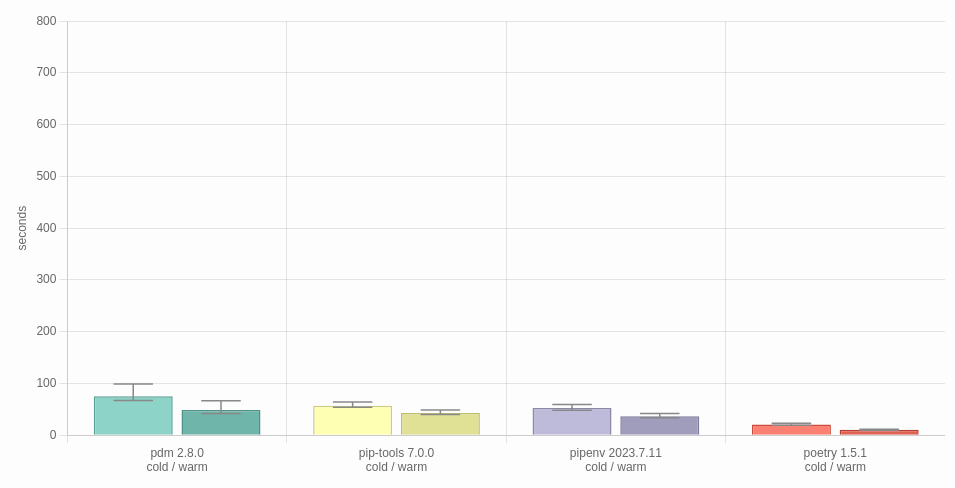 800
700
600
500
400
300
200
100
0
seconds
pdm 2.8.0
cold / warm
pip-tools 7.0.0
cold / warm
pipenv 2023.7.11
cold / warm
poetry 1.5.1
cold / warm